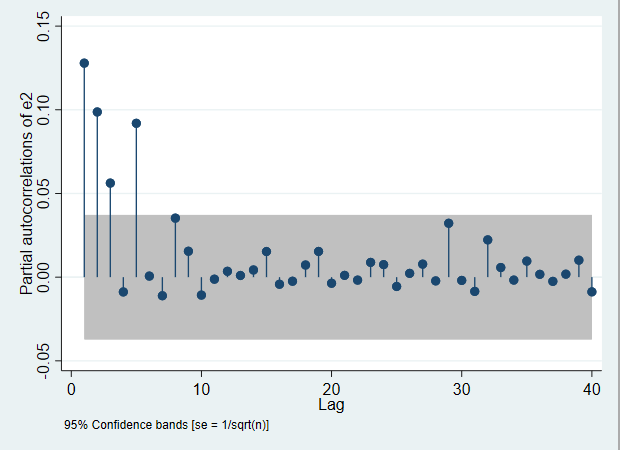 0.15
0.10
0.05
0.00
-0.05
Partial autocorrelations of e2
0 10 20 30 40
Lag
95% Confidence bands [se = 1/sqrt(n)]